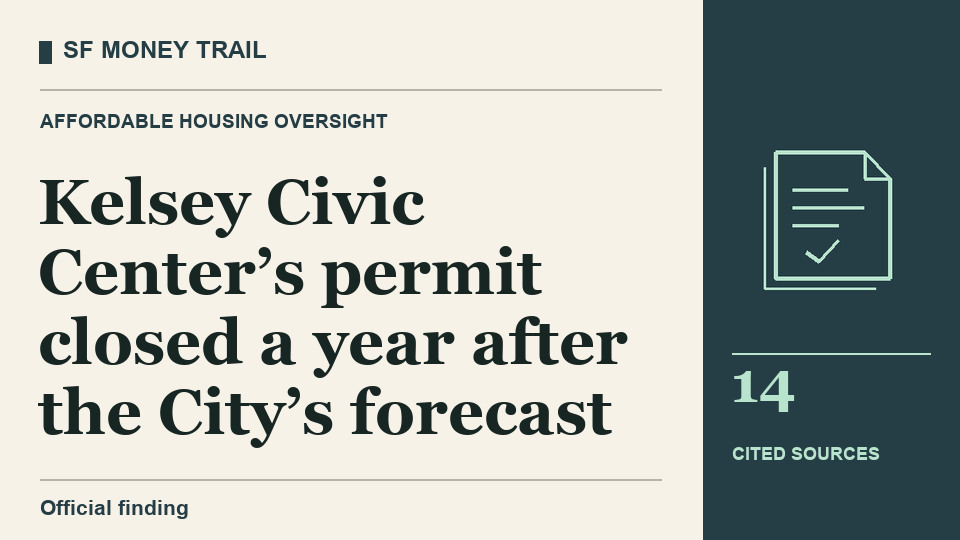 SF MONEY TRAIL
AFFORDABLE HOUSING OVERSIGHT
Kelsey Civic
Center’s permit
closed a year after
the City’s forecast
Official finding
14
CITED SOURCES